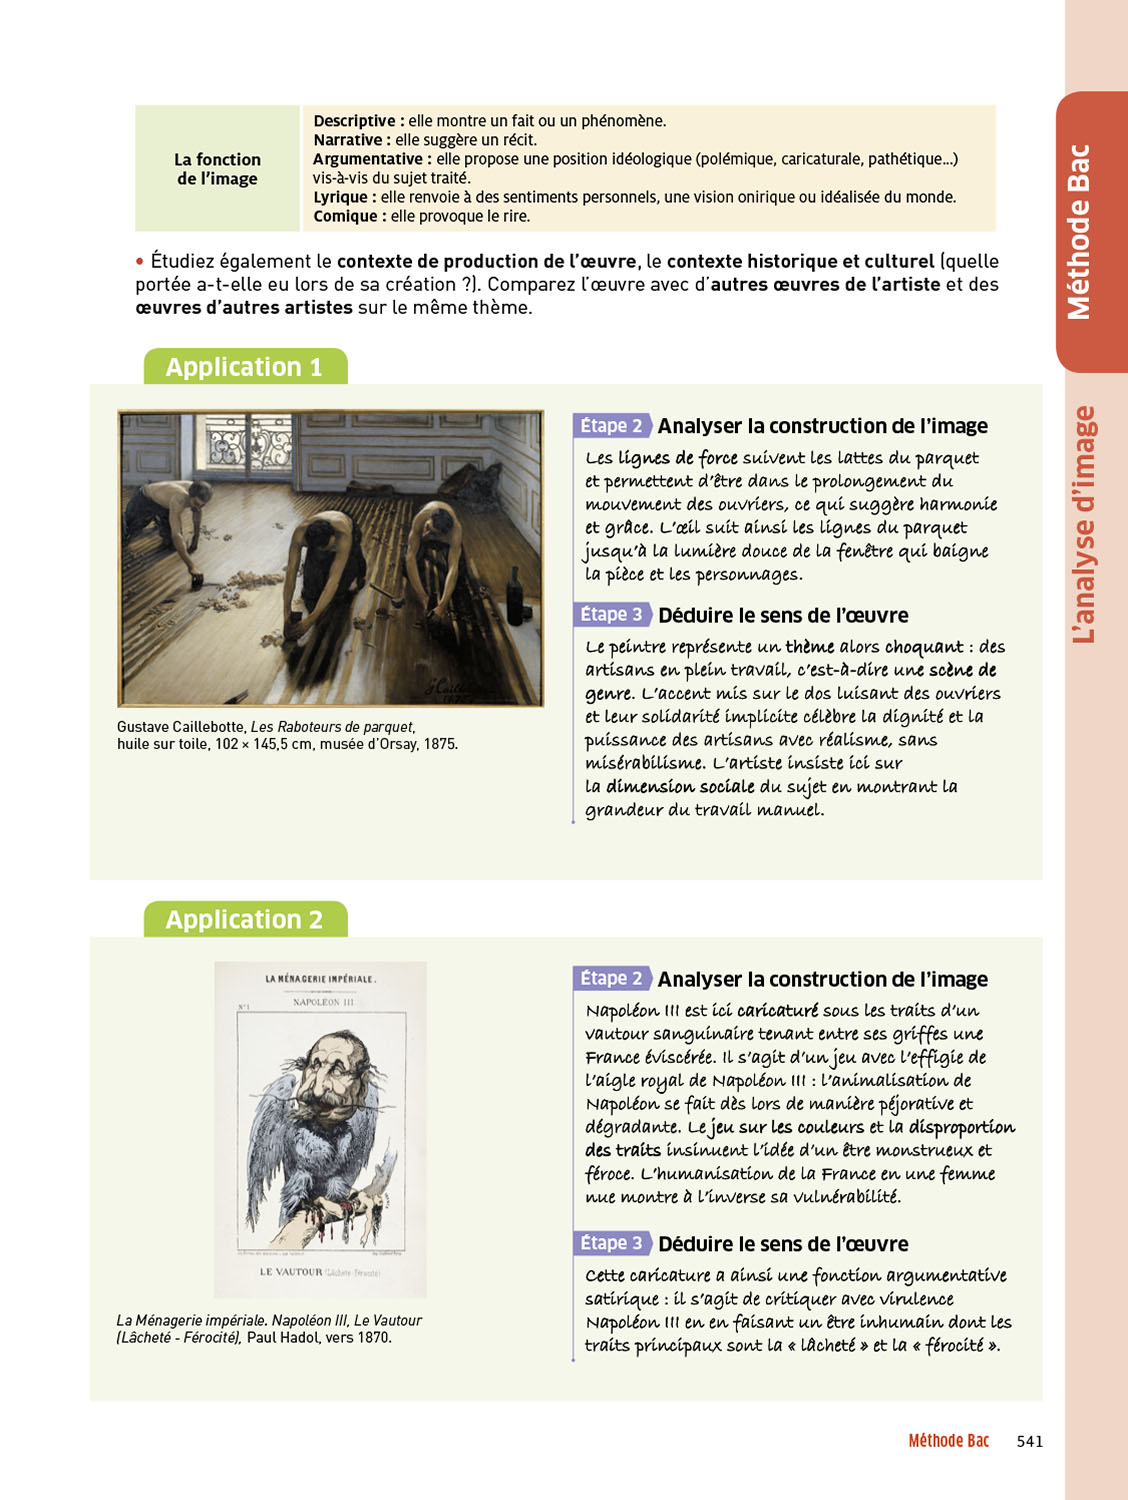 La fonction
de l’image
Descriptive : elle montre un fait ou un phénomène.
Narrative : elle suggère un récit.
Argumentative : elle propose une position idéologique (polémique, caricaturale, pathétique...)
vis-à-vis du sujet traité.
Lyrique : elle renvoie à des sentiments personnels, une vision onirique ou idéalisée du monde.
Comique : elle provoque le rire.
• Étudiez également le contexte de production de l’œuvre, le contexte historique et culturel (quelle
portée a-t-elle eu lors de sa création ?). Comparez l’œuvre avec d’autres œuvres de l’artiste et des
œuvres d’autres artistes sur le même thème.
Application 1
G Caillebotte
1875
Gustave Caillebotte, Les Raboteurs de parquet,
huile sur toile, 102 × 145,5 cm, musée d’Orsay, 1875.
Étape 2 Analyser la construction de l’image
Les lignes de force suivent les lattes du parquet
et permettent d’être dans le prolongement du
mouvement des ouvriers, ce qui suggère harmonie
et grâce. L’œil suit ainsi les lignes du parquet
jusqu’à la lumière douce de la fenêtre qui baigne
la pièce et les personnages.
Étape 3 Déduire le sens de l’œuvre
Le peintre représente un thème alors choquant : des
artisans en plein travail, c’est-à-dire une scène de
genre. L’accent mis sur le dos luisant des ouvriers
et leur solidarité implicite célèbre la dignité et la
puissance des artisans avec réalisme, sans
misérabilisme. L’artiste insiste ici sur
la dimension sociale du sujet en montrant la
grandeur du travail manuel.
Application 2
LA MÉNAGERIE IMPÉRIALE.
NAPOLÉON III
N° 1
LE VAUTOUR (Lâcheté - Férocité)
La Ménagerie impériale. Napoléon III, Le Vautour
(Lâcheté - Férocité), Paul Hadol, vers 1870.
Étape 2 Analyser la construction de l’image
Napoléon III est ici caricaturé sous les traits d’un
vautour sanguinaire tenant entre ses griffes une
France éviscérée. Il s’agit d’un jeu avec l’effigie de
l’aigle royal de Napoléon III : l’animalisation de
Napoléon se fait dès lors de manière péjorative et
dégradante. Le jeu sur les couleurs et la disproportion
des traits insinuent l’idée d’un être monstrueux et
féroce. L’humanisation de la France en une femme
nue montre à l’inverse sa vulnérabilité.
Étape 3 Déduire le sens de l’œuvre
Cette caricature a ainsi une fonction argumentative
satirique : il s’agit de critiquer avec virulence
Napoléon III en en faisant un être inhumain dont les
traits principaux sont la « lâcheté » et la « férocité ».
Méthode Bac 541
Méthode Bac
L’analyse d’image